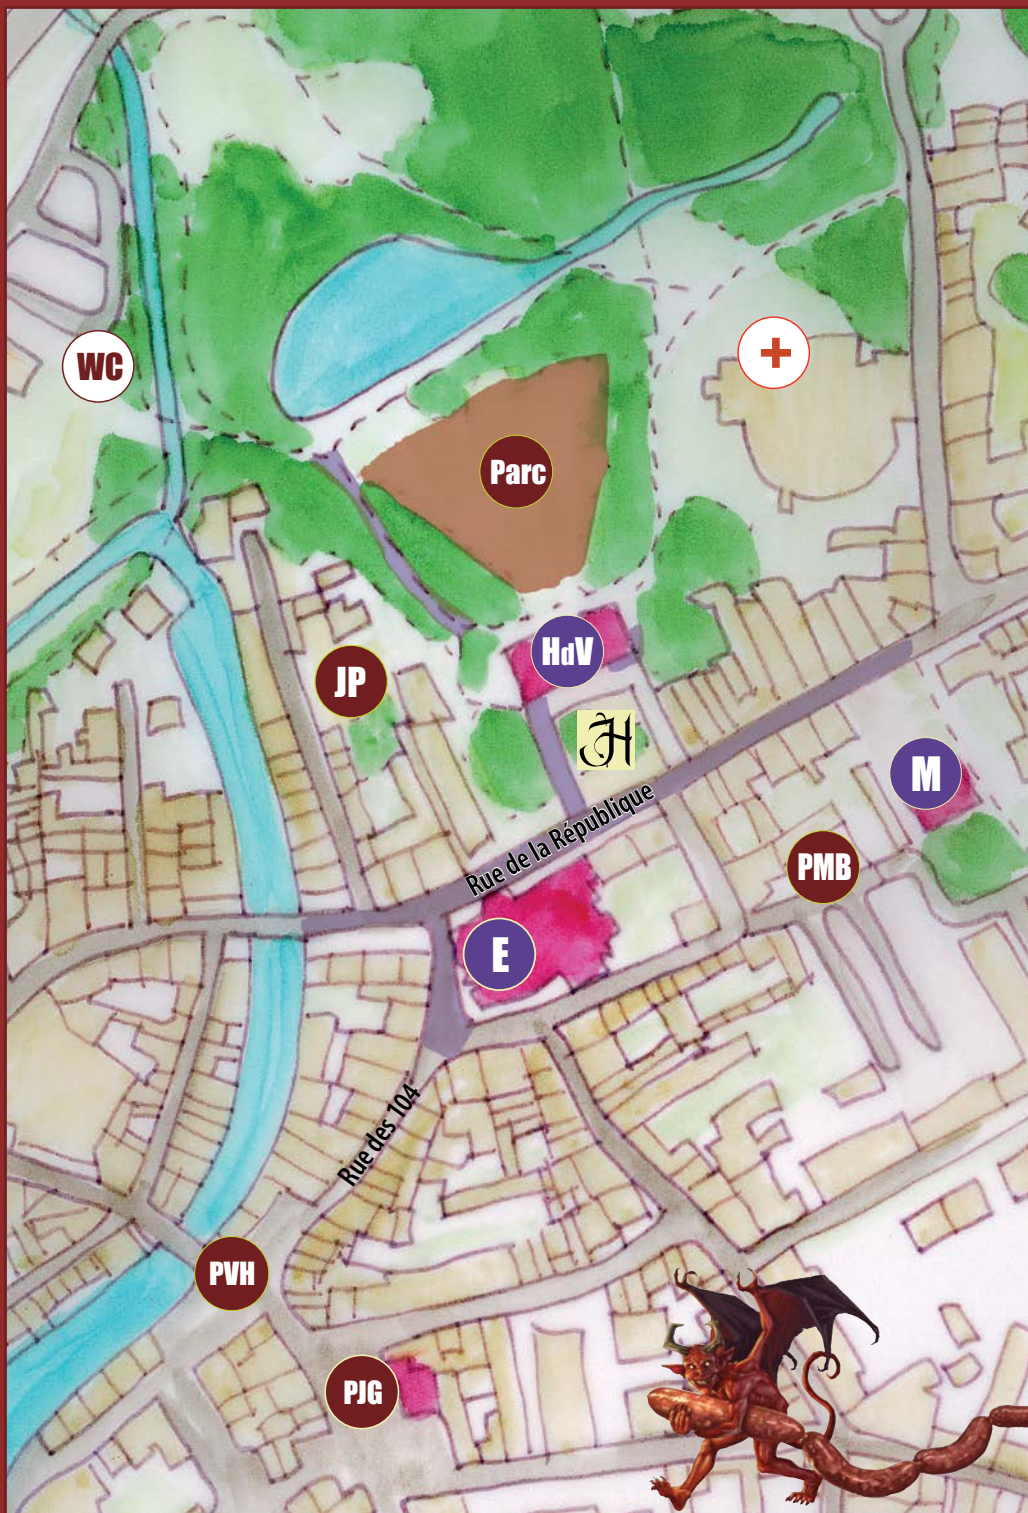 WC
+
Parc
HdV
JP
H
M
Rue de la République
PMB
E
Rue des 104
PVH
PJG